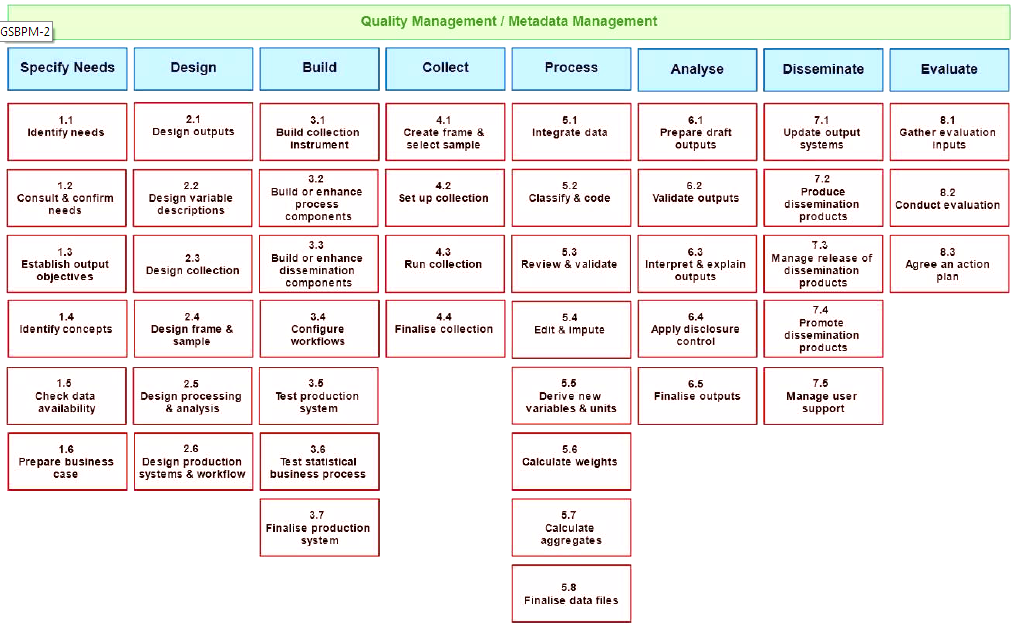 Quality Management / Metadata Management
GSBPM-2
Specify Needs
Design
Build
Collect
Process
Analyse
Disseminate
Evaluate
1.1
Identify needs
1.2
Consult & confirm
needs
1.3
Establish output
objectives
1.4
Identify concepts
1.5
Check data
availability
1.6
Prepare business
case
2.1
Design outputs
2.2
Design variable
descriptions
2.3
Design collection
2.4
Design frame &
sample
2.5
Design processing
& analysis
2.6
Design production
systems & workflow
3.1
Build collection
instrument
3.2
Build or enhance
process
components
3.3
Build or enhance
dissemination
components
3.4
Configure
workflows
3.5
Test production
system
3.6
Test statistical
business process
3.7
Finalise production
system
4.1
Create frame &
select sample
4.2
Set up collection
4.3
Run collection
4.4
Finalise collection
5.1
Integrate data
5.2
Classify & code
5.3
Review & validate
5.4
Edit & impute
5.5
Derive new
variables & units
5.6
Calculate weights
5.7
Calculate
aggregates
5.8
Finalise data files
6.1
Prepare draft
outputs
6.2
Validate outputs
6.3
Interpret & explain
outputs
6.4
Apply disclosure
control
6.5
Finalise outputs
7.1
Update output
systems
7.2
Produce
dissemination
products
7.3
Manage release of
dissemination
products
7.4
Promote
dissemination
products
7.5
Manage user
support
8.1
Gather evaluation
inputs
8.2
Conduct evaluation
8.3
Agree an action
plan